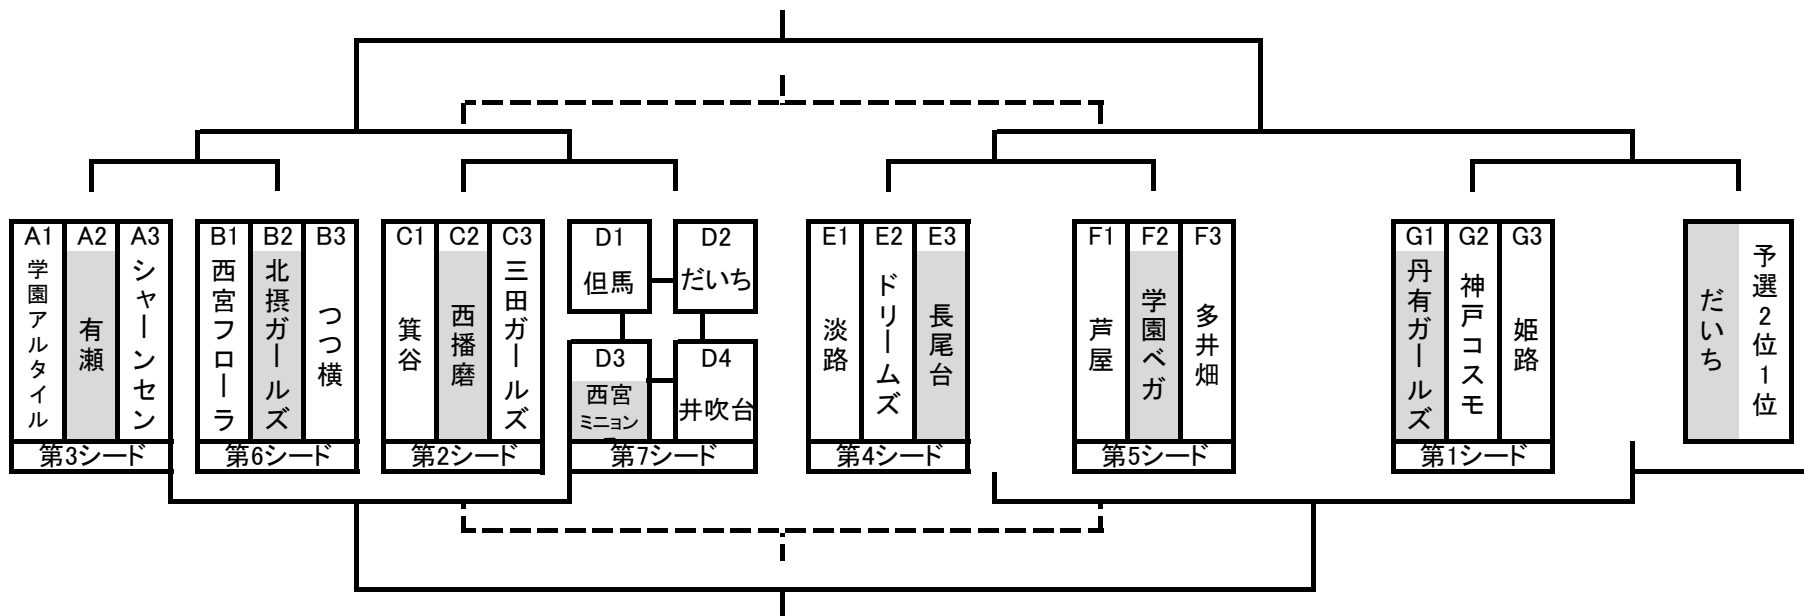 A1
学園アルタイル
A2
有瀬
A3
シャーンセン
第3シード
B1
西宮フローラ
B2
北摂ガールズ
B3
つつ横
第6シード
C1
箕谷
C2
西播磨
C3
三田ガールズ
第2シード
D1
但馬
D2
だいち
D3
西宮
ミニョン
D4
井吹台
第7シード
E1
淡路
E2
ドリームズ
E3
長尾台
第4シード
F1
芦屋
F2
学園ベガ
F3
多井畑
第5シード
G1
丹有ガールズ
G2
神戸コスモ
G3
姫路
第1シード
だいち
予選2位1位